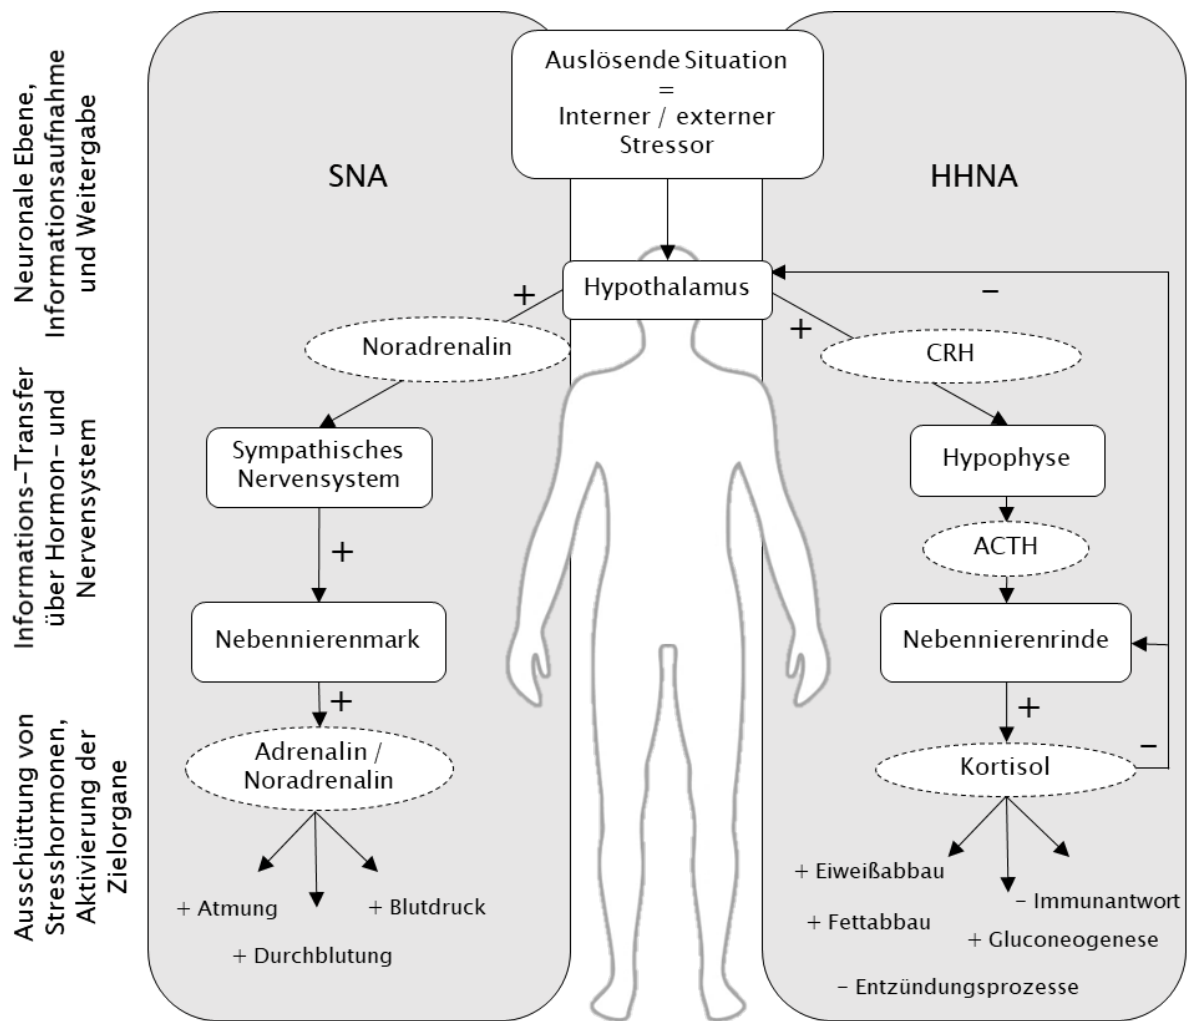 Neuronale Ebene,
Informationsaufnahme
und Weitergabe
Informations-Transfer
über Hormon- und
Nervensystem
Ausschüttung von
Stresshormonen,
Aktivierung der
Zielorgane
Auslösende Situation
=
Interner / externer
Stressor
SNA
HHNA
Hypothalamus
+
Noradrenalin
Sympathisches
Nervensystem
+
Nebennierenmark
+
Adrenalin /
Noradrenalin
+ Atmung
+ Blutdruck
+ Durchblutung
−
+
CRH
Hypophyse
ACTH
Nebennierenrinde
+
−
Kortisol
+ Eiweißabbau
− Immunantwort
+ Fettabbau
+ Gluconeogenese
− Entzündungsprozesse